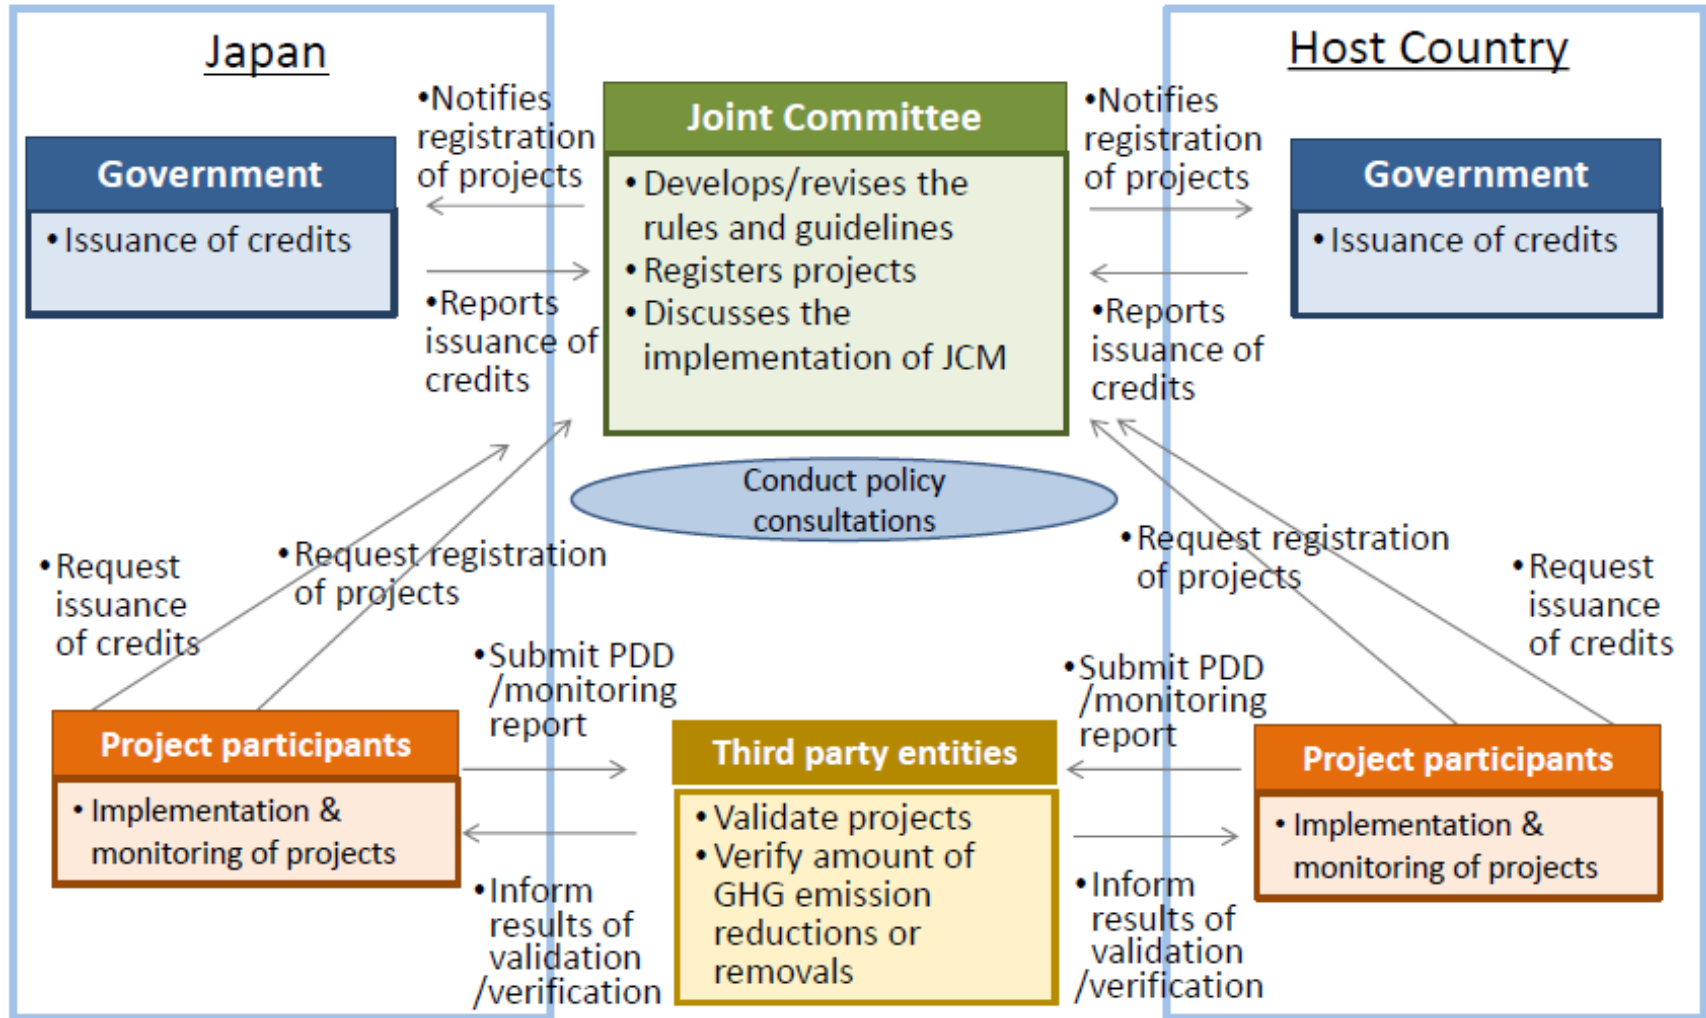 Japan
Host Country
•Notifies
registration
of projects
Joint Committee
•Notifies
registration
of projects
Government
• Issuance of credits
• Develops/revises the
rules and guidelines
• Registers projects
• Discusses the
implementation of JCM
Government
• Issuance of credits
•Reports
issuance of
credits
•Reports
issuance of
credits
Conduct policy
consultations
•Request
issuance
of credits
•Request registration
of projects
•Request registration
of projects
•Request
issuance
of credits
•Submit PDD
/monitoring
report
•Submit PDD
/monitoring
report
Project participants
• Implementation &
monitoring of projects
Third party entities
• Validate projects
• Verify amount of
GHG emission
reductions or
removals
Project participants
• Implementation &
monitoring of projects
•Inform
results of
validation
/verification
•Inform
results of
validation
/verification